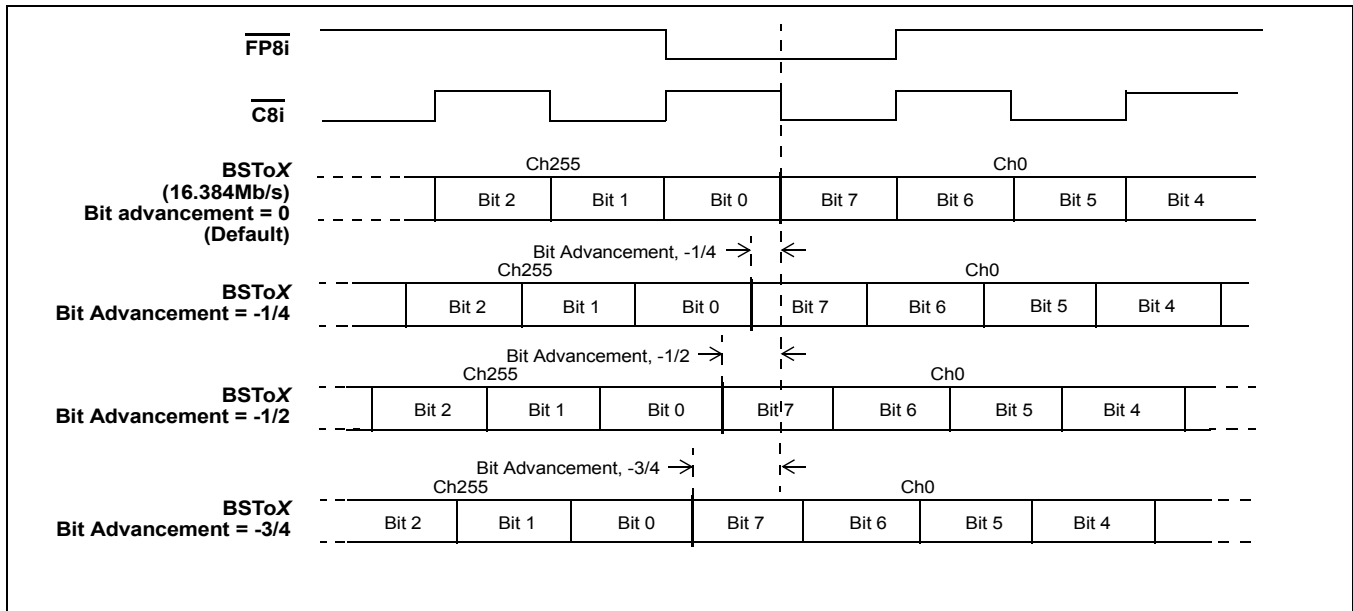 FP8i
C8i
BSToX
(16.384Mb/s)
Bit advancement = 0
(Default)
Ch255
Ch0
Bit 2 Bit 1 Bit 0 Bit 7 Bit 6 Bit 5 Bit 4
Bit Advancement, -1/4
BSToX
Bit Advancement = -1/4
Ch255
Ch0
Bit 2 Bit 1 Bit 0 Bit 7 Bit 6 Bit 5 Bit 4
Bit Advancement, -1/2
BSToX
Bit Advancement = -1/2
Ch255
Ch0
Bit 2 Bit 1 Bit 0 Bit 7 Bit 6 Bit 5 Bit 4
Bit Advancement, -3/4
BSToX
Bit Advancement = -3/4
Ch255
Ch0
Bit 2 Bit 1 Bit 0 Bit 7 Bit 6 Bit 5 Bit 4